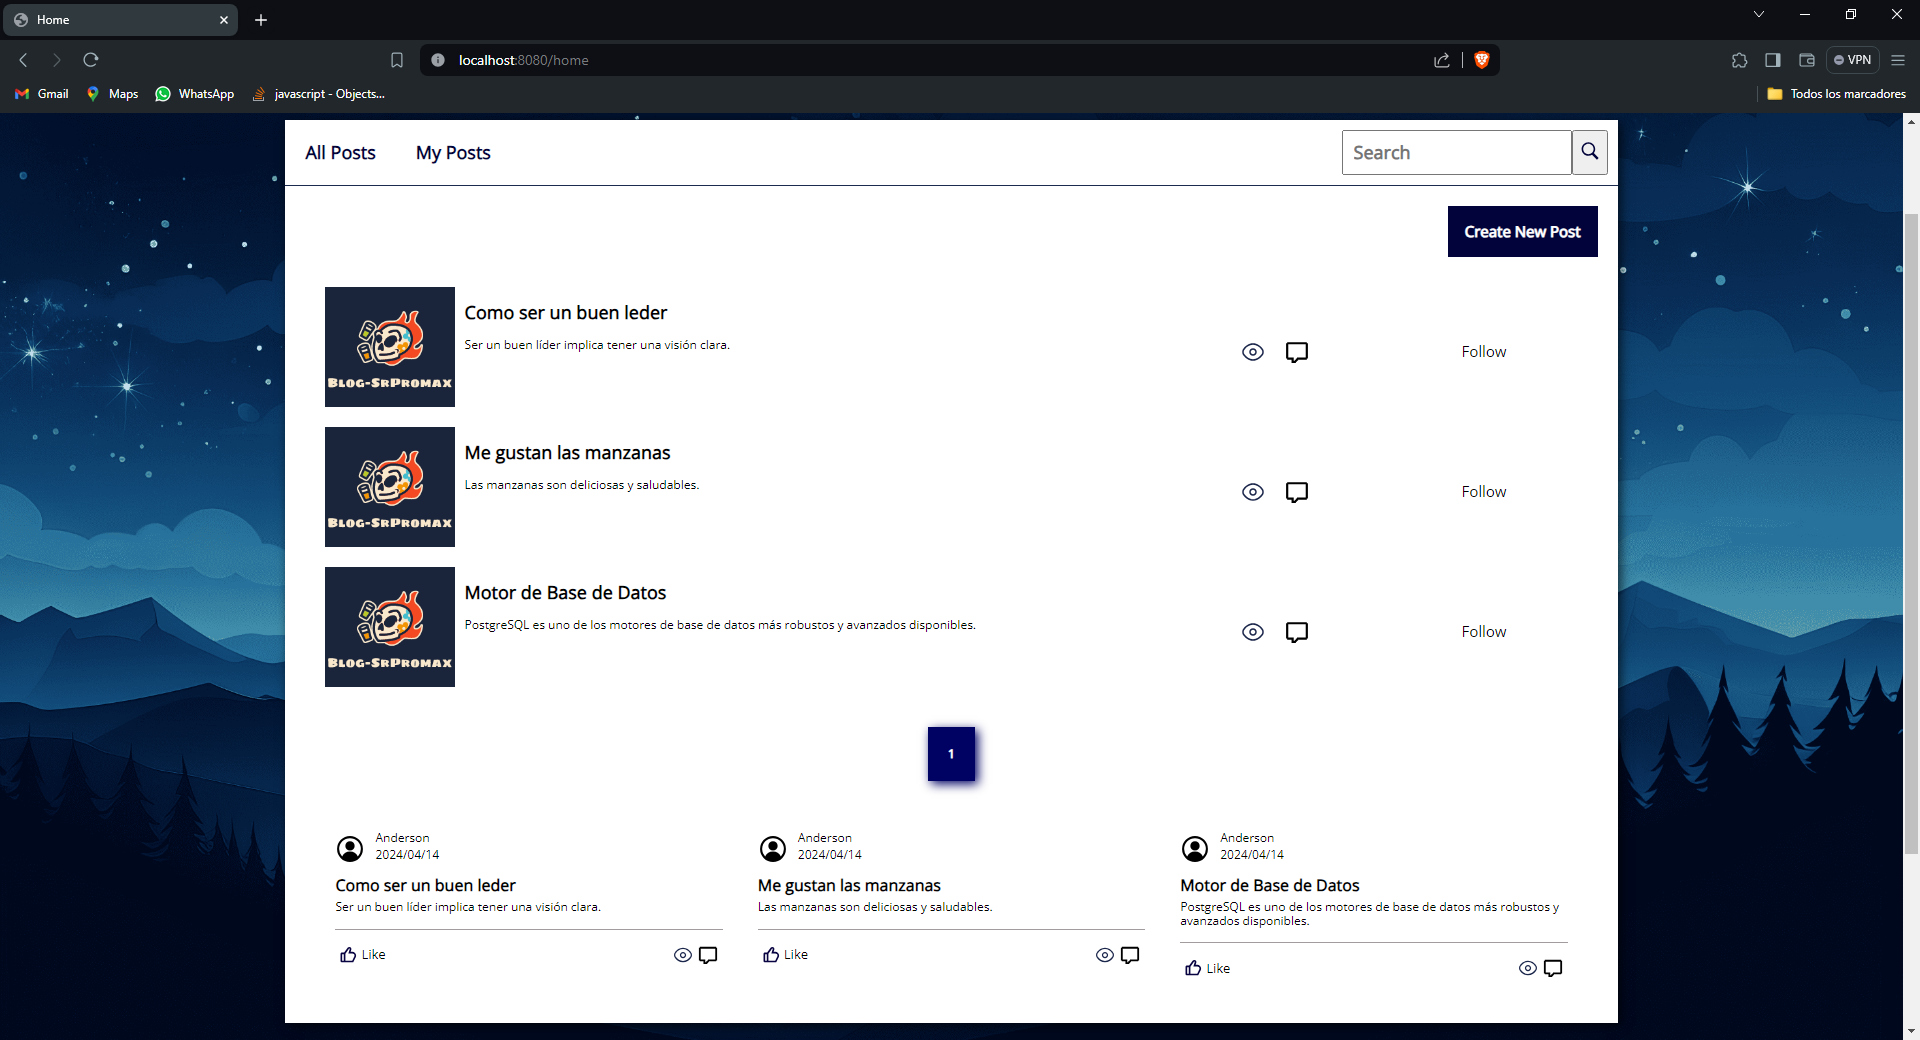 Home
localhost:8080/home
VPN
Gmail
Maps
WhatsApp
javascript - Objects...
Todos los marcadores
All Posts
My Posts
Search
Create New Post
BLOG-SRPROMAX
Como ser un buen leder
Ser un buen líder implica tener una visión clara.
Follow
BLOG-SRPROMAX
Me gustan las manzanas
Las manzanas son deliciosas y saludables.
Follow
BLOG-SRPROMAX
Motor de Base de Datos
PostgreSQL es uno de los motores de base de datos más robustos y avanzados disponibles.
Follow
1
Anderson
2024/04/14
Como ser un buen leder
Ser un buen líder implica tener una visión clara.
Like
Anderson
2024/04/14
Me gustan las manzanas
Las manzanas son deliciosas y saludables.
Like
Anderson
2024/04/14
Motor de Base de Datos
PostgreSQL es uno de los motores de base de datos más robustos y
avanzados disponibles.
Like